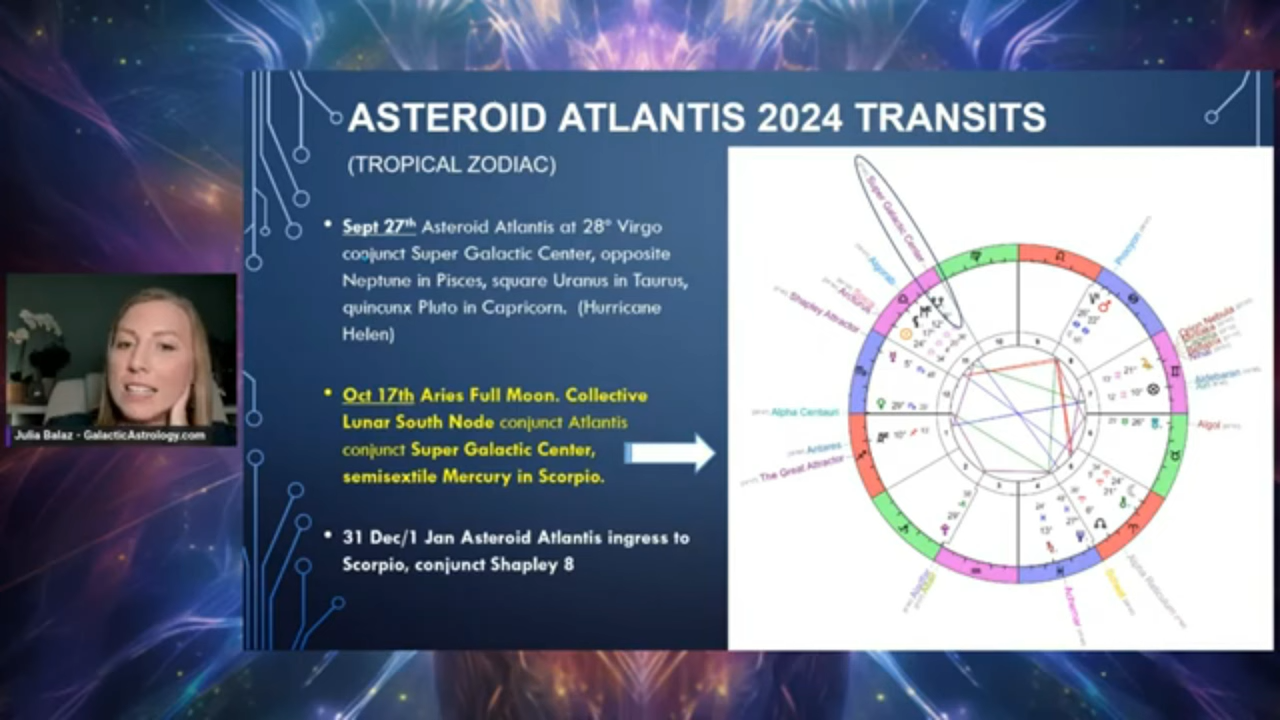 ASTEROID ATLANTIS 2024 TRANSITS
(TROPICAL ZODIAC)
• Sept 27th Asteroid Atlantis at 28° Virgo
conjunct Super Galactic Center, opposite
Neptune in Pisces, square Uranus in Taurus,
quincunx Pluto in Capricorn. (Hurricane
Helen)
• Oct 17th Aries Full Moon. Collective
Lunar South Node conjunct Atlantis
conjunct Super Galactic Center,
semisextile Mercury in Scorpio.
• 31 Dec/1 Jan Asteroid Atlantis ingress to
Scorpio, conjunct Shapley 8
Julia Balaz - GalacticAstrology.com
Super Galactic Center
Procyon
Arcturus
Shapley Attractor
Orion Nebula
Aldebaran
Alpha Centauri
Algol
Antares
The Great Attractor
Achernar
Alpha Reticulum